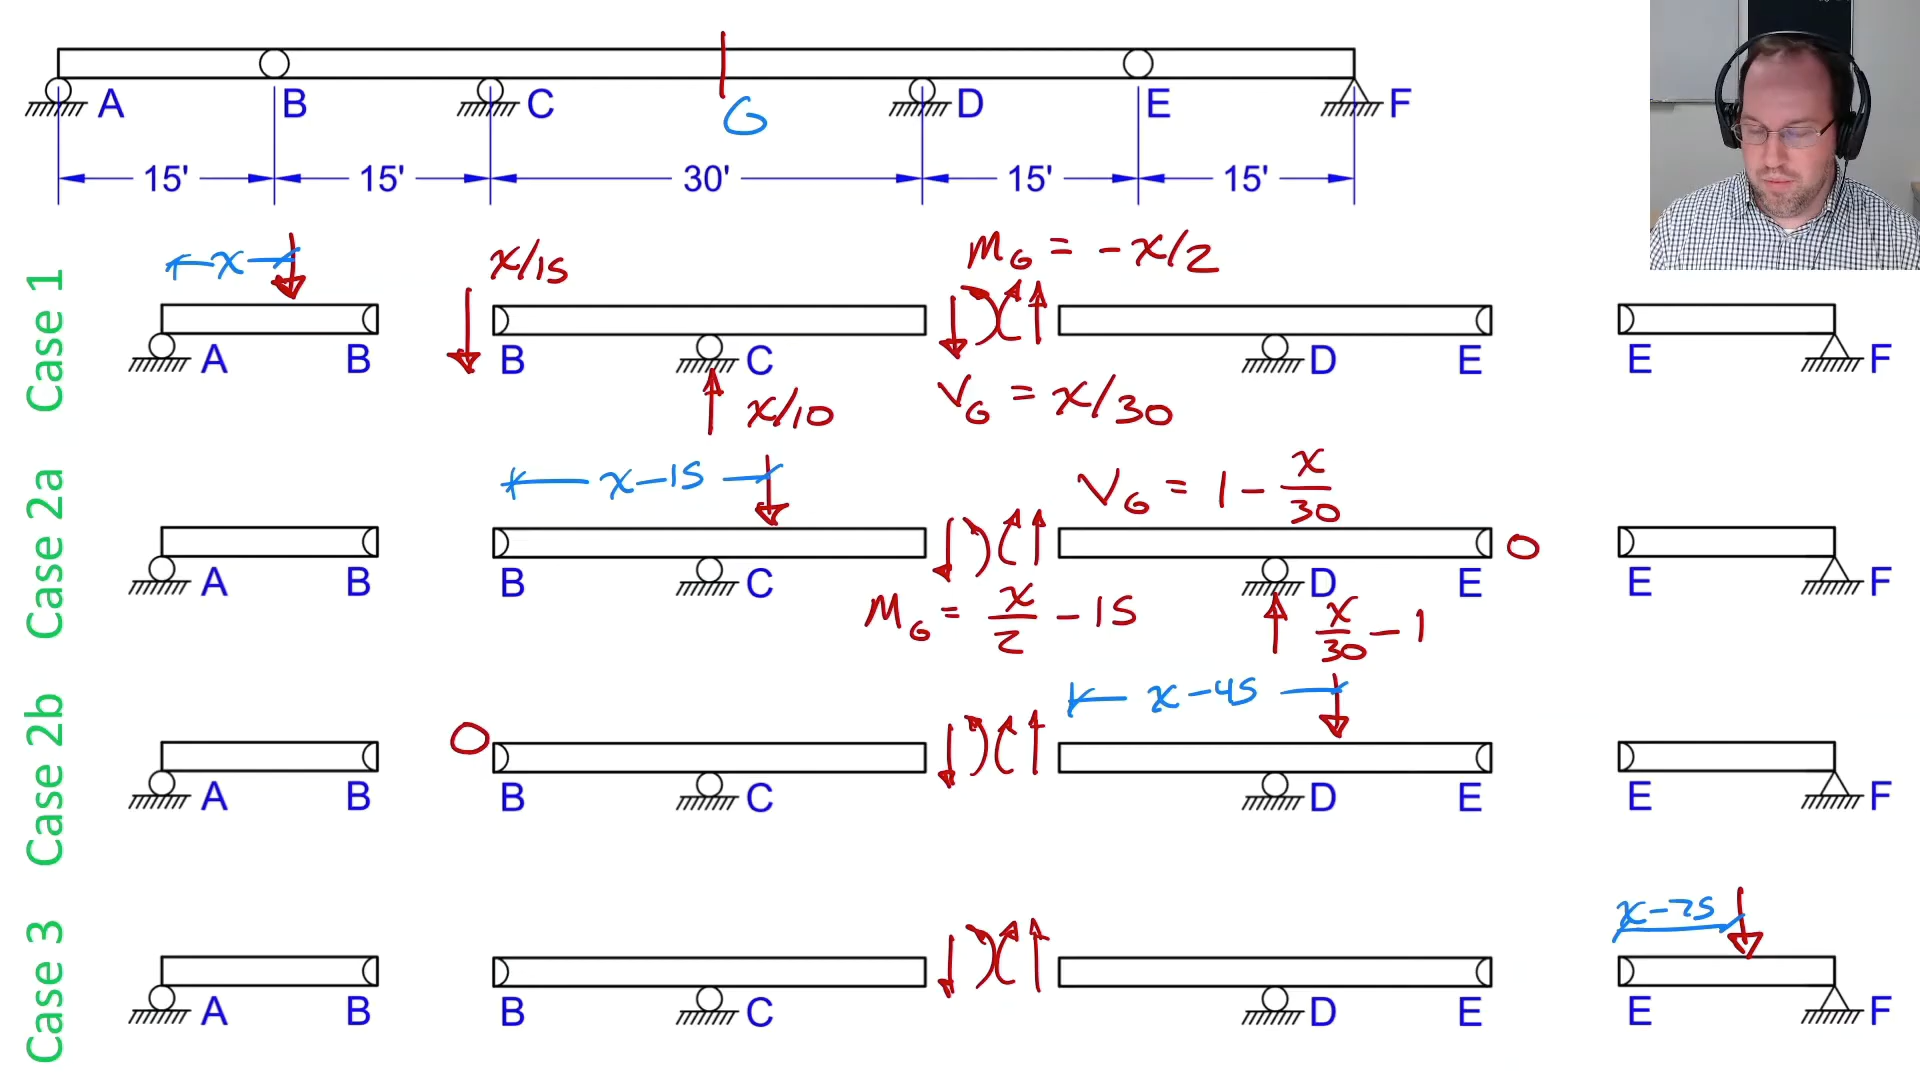 A B C G D E F
15' 15' 30' 15' 15'
Case 1
x
x/15
M_G = -x/2
A B B C D E E F
x/10
V_G = x/30
Case 2a
x-15
V_G = 1 - x/30
0
A B B C D E E F
M_G = x/2 - 15
x/30 - 1
Case 2b
x-45
0
A B B C D E E F
Case 3
x-75
A B B C D E E F